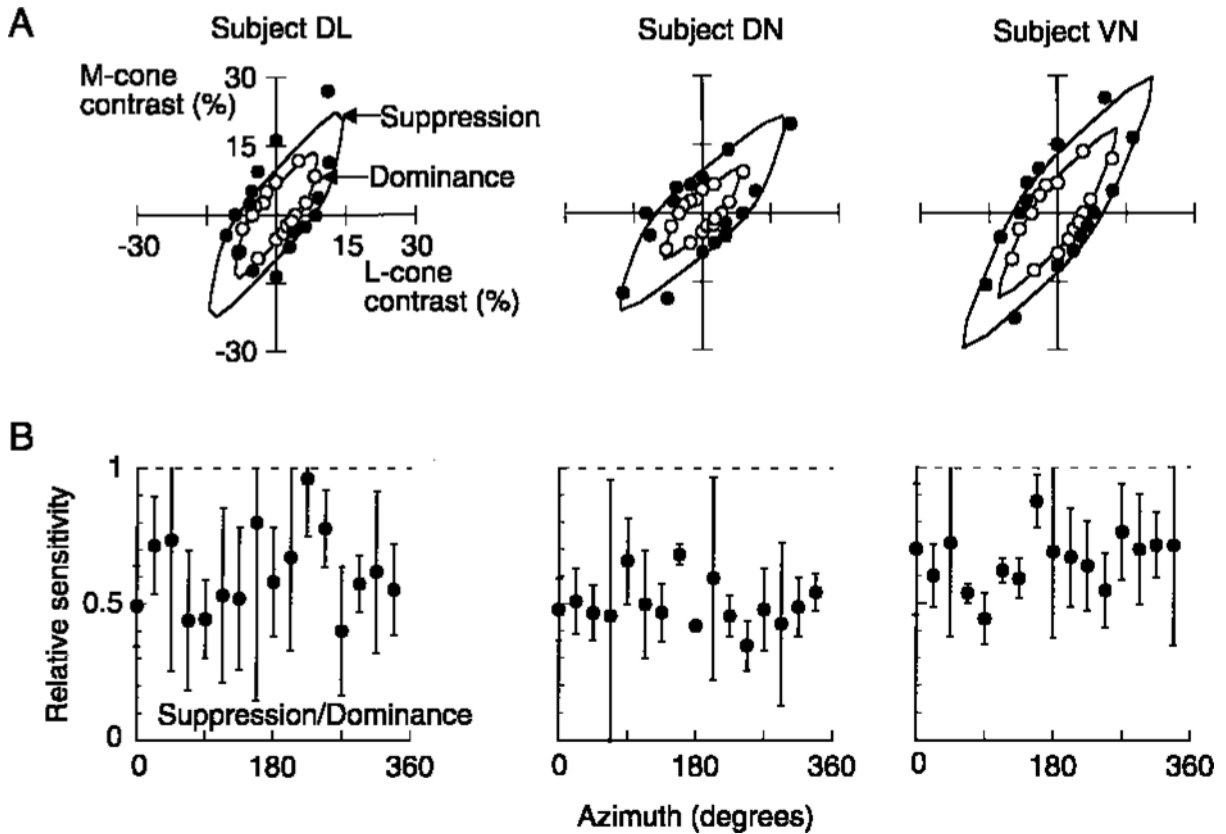 A
Subject DL
Subject DN
Subject VN
M-cone
contrast (%)
30
15
-30
15
30
-30
Suppression
Dominance
L-cone
contrast (%)
B
Relative sensitivity
1
0.5
0
Suppression/Dominance
0
180
360
0
180
360
0
180
360
Azimuth (degrees)